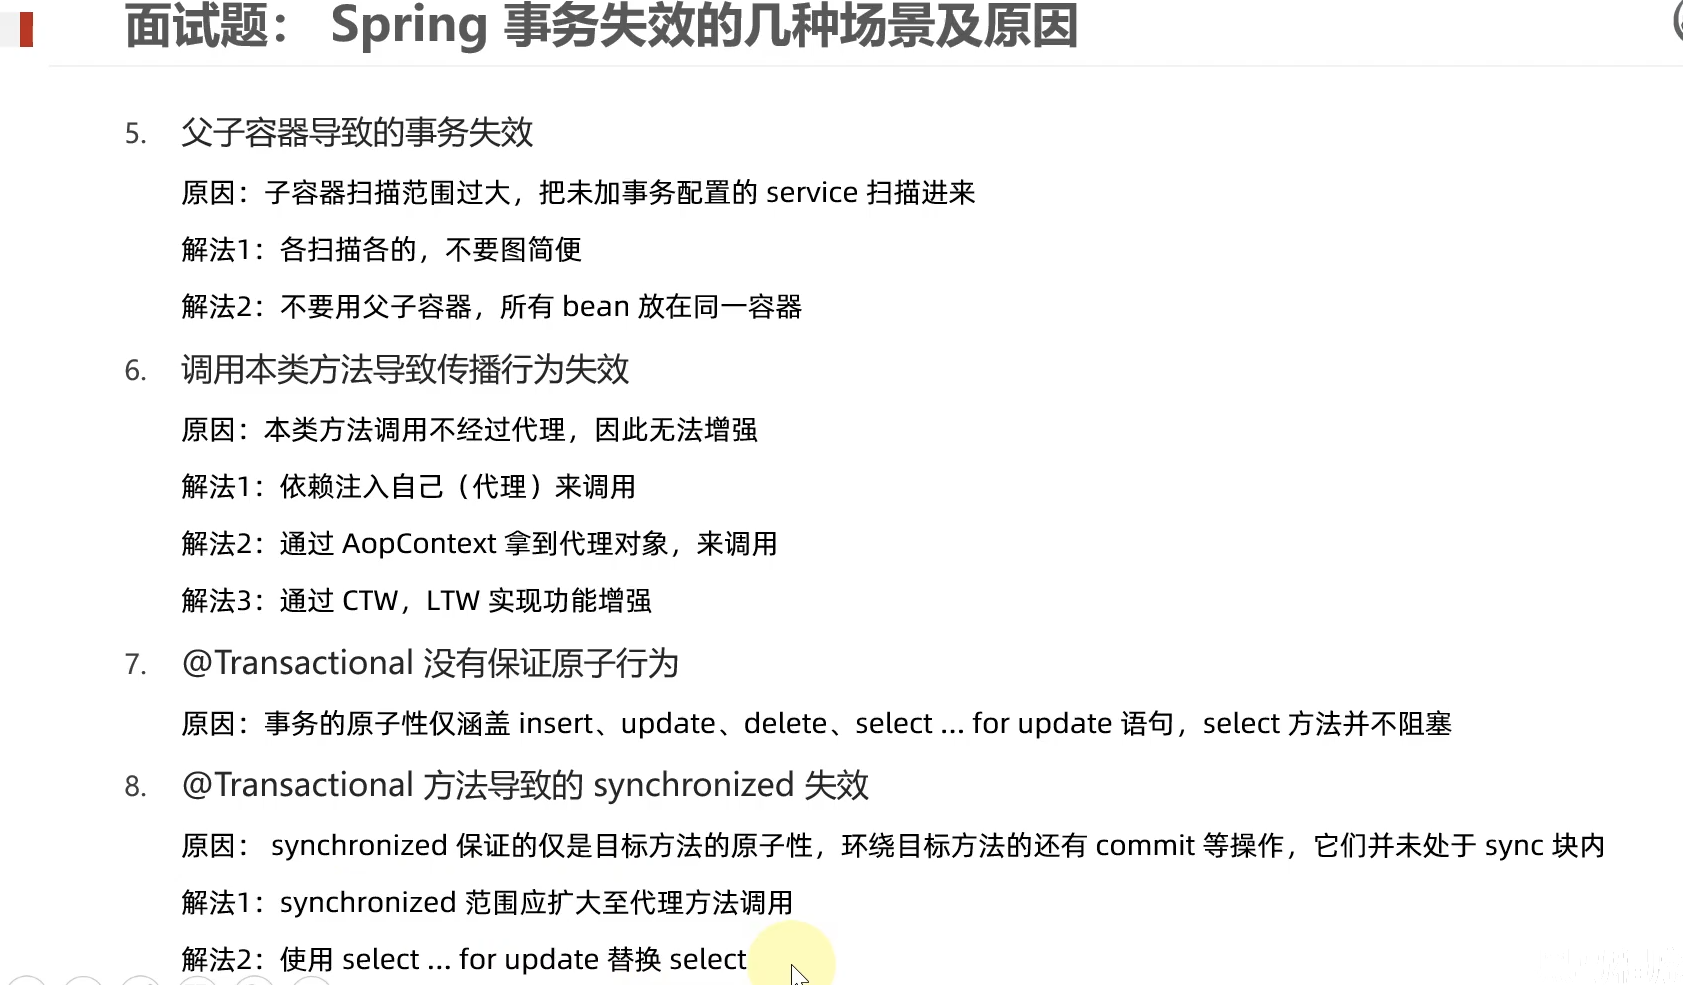 面试题： Spring 事务失效的几种场景及原因
5. 父子容器导致的事务失效
原因：子容器扫描范围过大，把未加事务配置的 service 扫描进来
解法1：各扫描各的，不要图简便
解法2：不要用父子容器，所有 bean 放在同一容器
6. 调用本类方法导致传播行为失效
原因：本类方法调用不经过代理，因此无法增强
解法1：依赖注入自己（代理）来调用
解法2：通过 AopContext 拿到代理对象，来调用
解法3：通过 CTW，LTW 实现功能增强
7. @Transactional 没有保证原子行为
原因：事务的原子性仅涵盖 insert、update、delete、select … for update 语句，select 方法并不阻塞
8. @Transactional 方法导致的 synchronized 失效
原因： synchronized 保证的仅是目标方法的原子性，环绕目标方法的还有 commit 等操作，它们并未处于 sync 块内
解法1：synchronized 范围应扩大至代理方法调用
解法2：使用 select … for update 替换 select